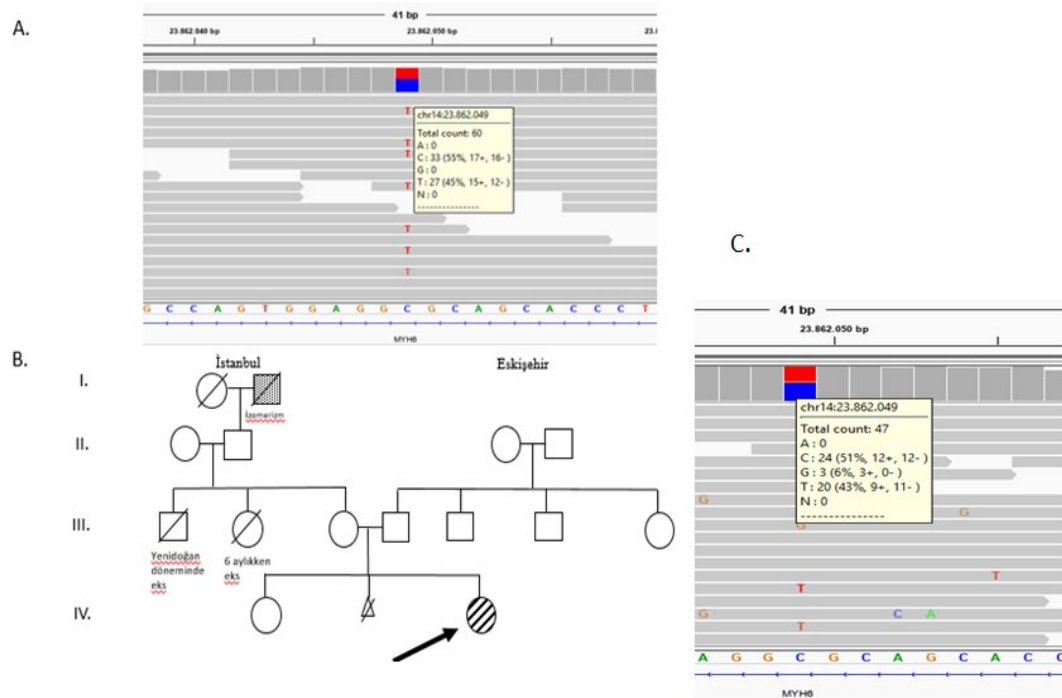 A.
41 bp
23.862.040 bp
23.862.050 bp
23.0
T
chr14:23.862.049
Total count: 60
A : 0
C : 33 (55%, 17+, 16- )
G : 0
T : 27 (45%, 15+, 12- )
N : 0
---------------
T
T
T
T
T
T
G C C A G T G G A G G C G C A G C A C C C T
MYH6
B.
İstanbul
Eskişehir
I.
İzomerizm
II.
III.
Yenidoğan
döneminde
eks
6 aylıkken
eks
IV.
C.
41 bp
23.862.050 bp
chr14:23.862.049
Total count: 47
A : 0
C : 24 (51%, 12+, 12- )
G : 3 (6%, 3+, 0- )
T : 20 (43%, 9+, 11- )
N : 0
---------------
G
G
G
T
T
G C A
T
A G G C G C A G C A C C
MYH6